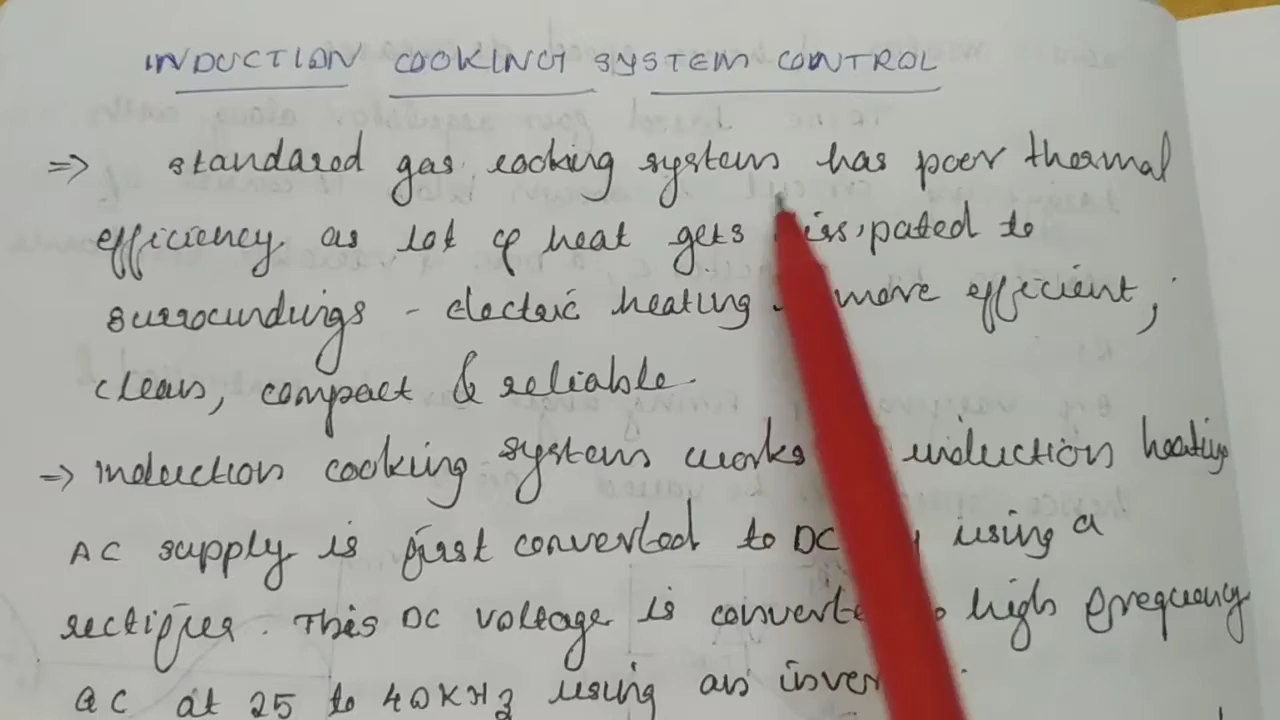 INDUCTION COOKING SYSTEM CONTROL
=> standard gas cooking system has poor thermal
efficiency as lot of heat gets dissipated to
surroundings - electric heating more efficient,
clean, compact & reliable.
=> Induction cooking system works induction heating
AC supply is first converted to DC using a
rectifier. This DC voltage is converted high frequency
ac at 25 to 40KHz using an inver